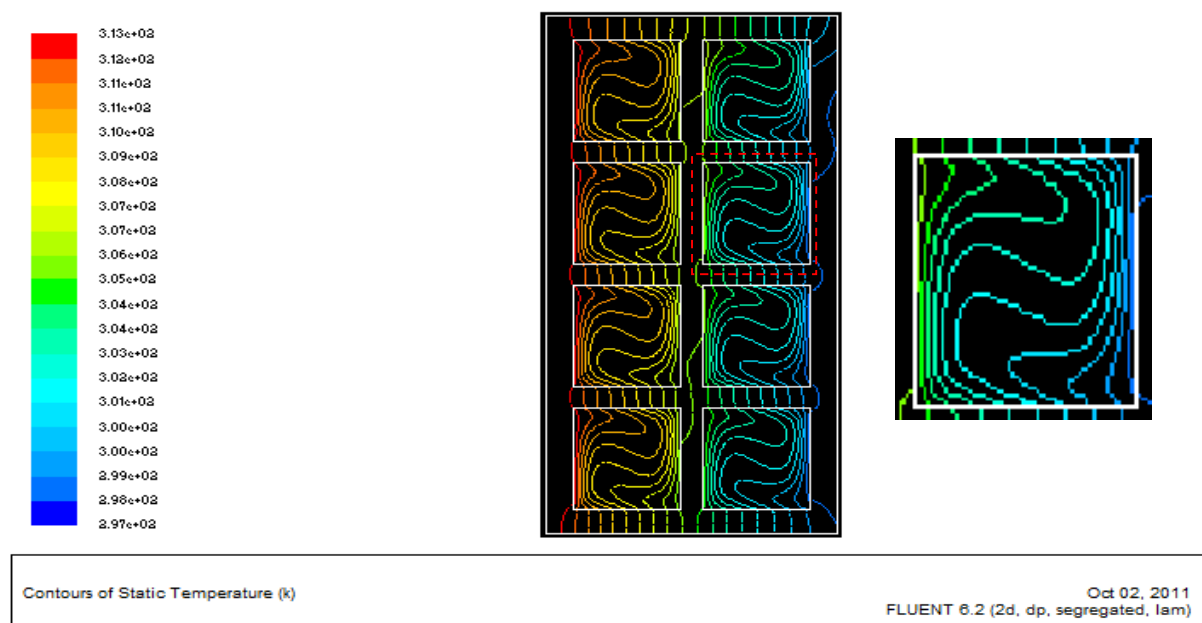 3.13e+02
3.12e+02
3.11e+02
3.11e+02
3.10e+02
3.09e+02
3.08e+02
3.07e+02
3.07e+02
3.06e+02
3.05e+02
3.04e+02
3.04e+02
3.03e+02
3.02e+02
3.01e+02
3.00e+02
3.00e+02
2.99e+02
2.98e+02
2.97e+02
Contours of Static Temperature (k)
Oct 02, 2011
FLUENT 6.2 (2d, dp, segregated, lam)